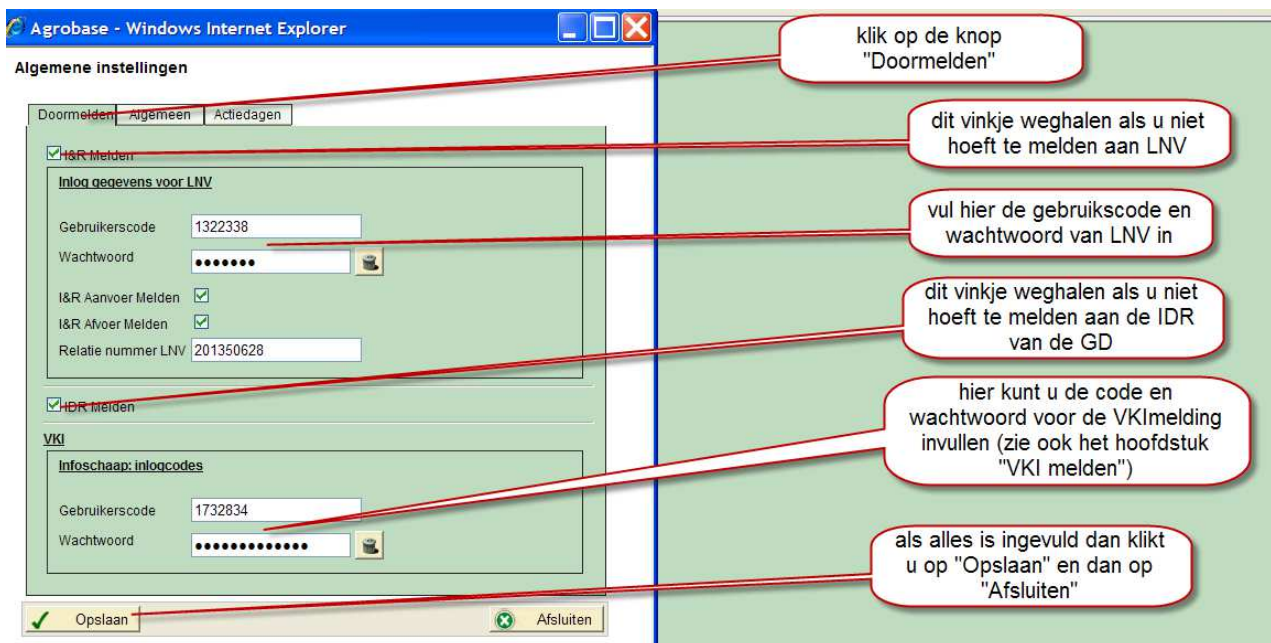 Agrobase - Windows Internet Explorer
Algemene instellingen
Doormelden Algemeen Actiedagen
I&R Melden
Inlog gegevens voor LNV
Gebruikerscode 1322338
Wachtwoord •••••••
I&R Aanvoer Melden
I&R Afvoer Melden
Relatie nummer LNV 201350628
IDR Melden
VKI
Infoschaap: inlogcodes
Gebruikerscode 1732834
Wachtwoord •••••••••••••
Opslaan Afsluiten
klik op de knop
"Doormelden"
dit vinkje weghalen als u niet
hoeft te melden aan LNV
vul hier de gebruikscode en
wachtwoord van LNV in
dit vinkje weghalen als u niet
hoeft te melden aan de IDR
van de GD
hier kunt u de code en
wachtwoord voor de VKImelding
invullen (zie ook het hoofdstuk
"VKI melden")
als alles is ingevuld dan klikt
u op "Opslaan" en dan op
"Afsluiten"